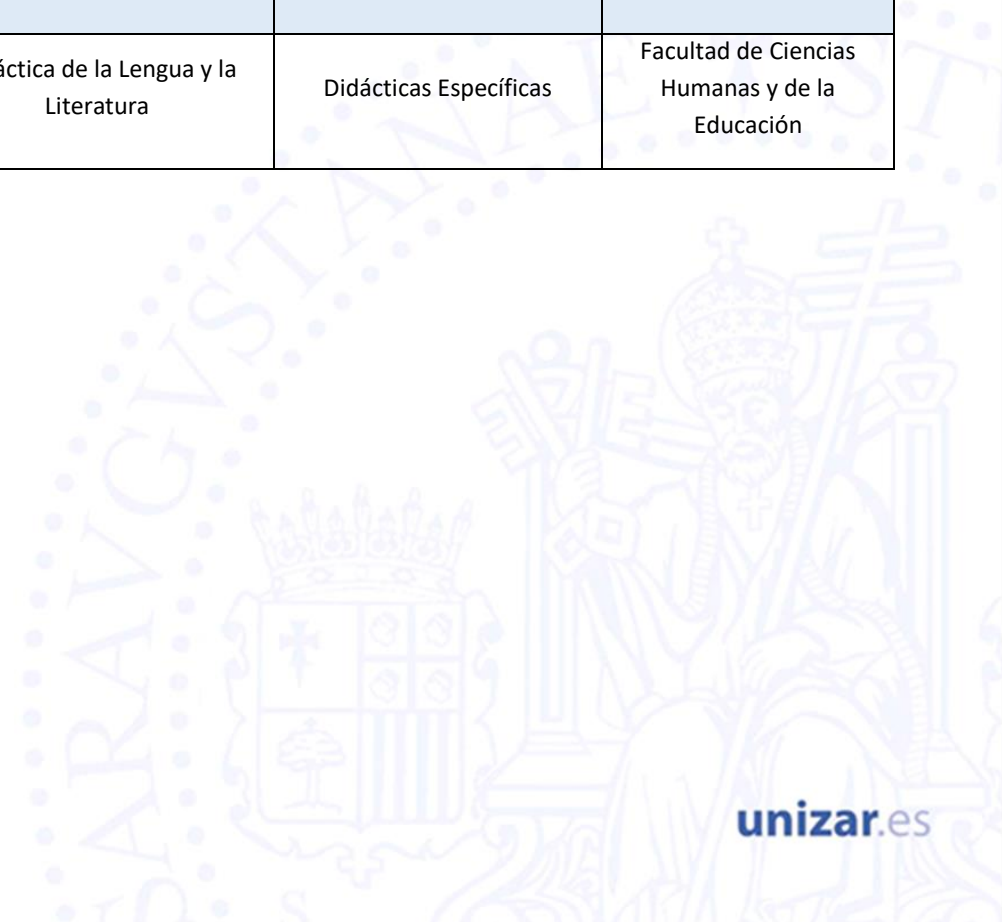 áctica de la Lengua y la
Literatura
Didácticas Específicas
Facultad de Ciencias
Humanas y de la
Educación
unizar.es